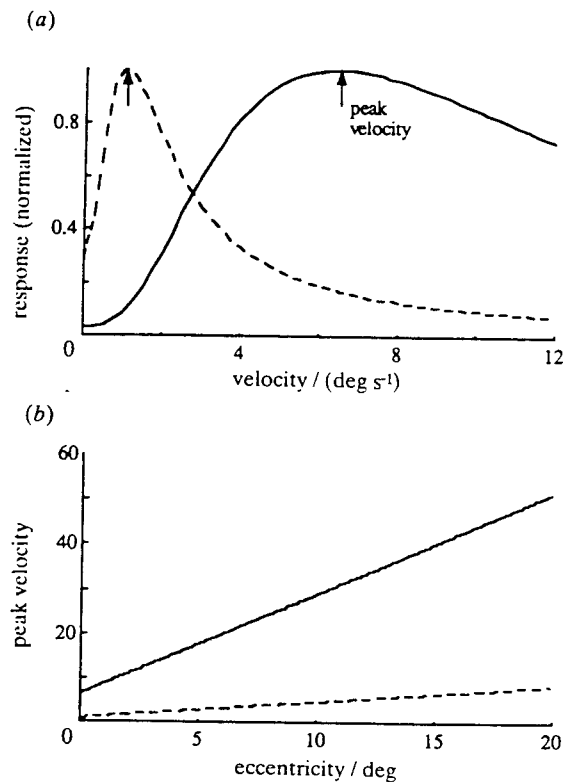 (a)
0.8
0.4
0
4
8
12
response (normalized)
peak
velocity
velocity / (deg s⁻¹)
(b)
60
40
20
0
5
10
15
20
peak velocity
eccentricity / deg